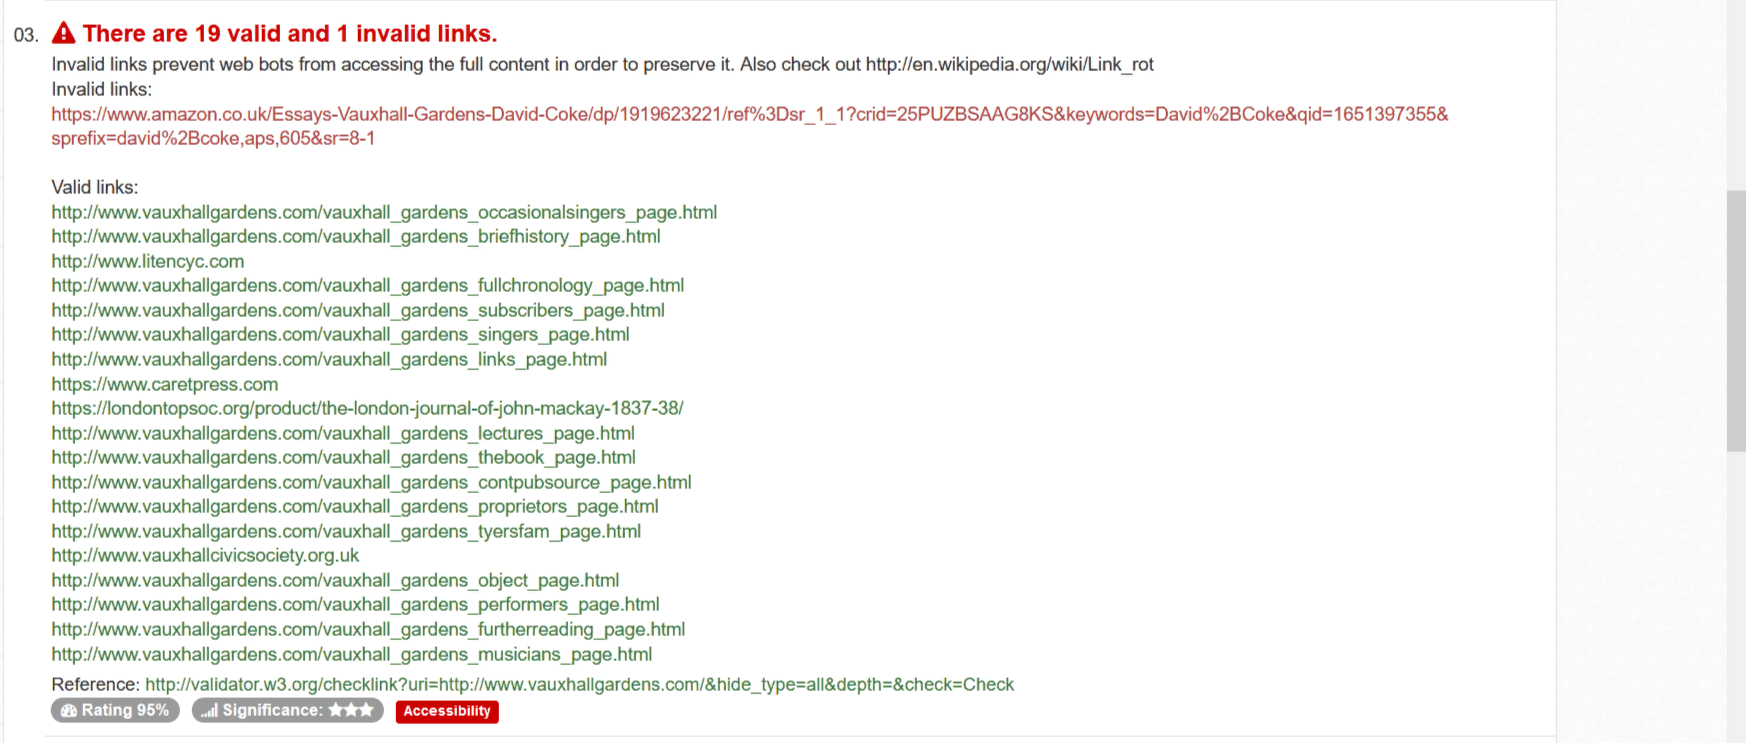 03. There are 19 valid and 1 invalid links.
Invalid links prevent web bots from accessing the full content in order to preserve it. Also check out http://en.wikipedia.org/wiki/Link_rot
Invalid links:
https://www.amazon.co.uk/Essays-Vauxhall-Gardens-David-Coke/dp/1919623221/ref%3Dsr_1_1?crid=25PUZBSAAG8KS&keywords=David%2BCoke&qid=1651397355&
sprefix=david%2Bcoke,aps,605&sr=8-1
Valid links:
http://www.vauxhallgardens.com/vauxhall_gardens_occasionalsingers_page.html
http://www.vauxhallgardens.com/vauxhall_gardens_briefhistory_page.html
http://www.litencyc.com
http://www.vauxhallgardens.com/vauxhall_gardens_fullchronology_page.html
http://www.vauxhallgardens.com/vauxhall_gardens_subscribers_page.html
http://www.vauxhallgardens.com/vauxhall_gardens_singers_page.html
http://www.vauxhallgardens.com/vauxhall_gardens_links_page.html
https://www.caretpress.com
https://londontopsoc.org/product/the-london-journal-of-john-mackay-1837-38/
http://www.vauxhallgardens.com/vauxhall_gardens_lectures_page.html
http://www.vauxhallgardens.com/vauxhall_gardens_thebook_page.html
http://www.vauxhallgardens.com/vauxhall_gardens_contpubsource_page.html
http://www.vauxhallgardens.com/vauxhall_gardens_proprietors_page.html
http://www.vauxhallgardens.com/vauxhall_gardens_tyersfam_page.html
http://www.vauxhallcivicsociety.org.uk
http://www.vauxhallgardens.com/vauxhall_gardens_object_page.html
http://www.vauxhallgardens.com/vauxhall_gardens_performers_page.html
http://www.vauxhallgardens.com/vauxhall_gardens_furtherreading_page.html
http://www.vauxhallgardens.com/vauxhall_gardens_musicians_page.html
Reference: http://validator.w3.org/checklink?uri=http://www.vauxhallgardens.com/&hide_type=all&depth=&check=Check
Rating 95% Significance: ★★★ Accessibility